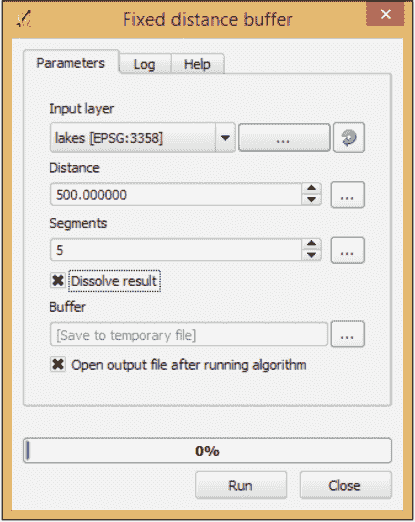 Fixed distance buffer
Parameters Log Help
Input layer
lakes [EPSG:3358] ...
Distance
500.000000 ...
Segments
5 ...
Dissolve result
Buffer
[Save to temporary file] ...
Open output file after running algorithm
0%
Run Close